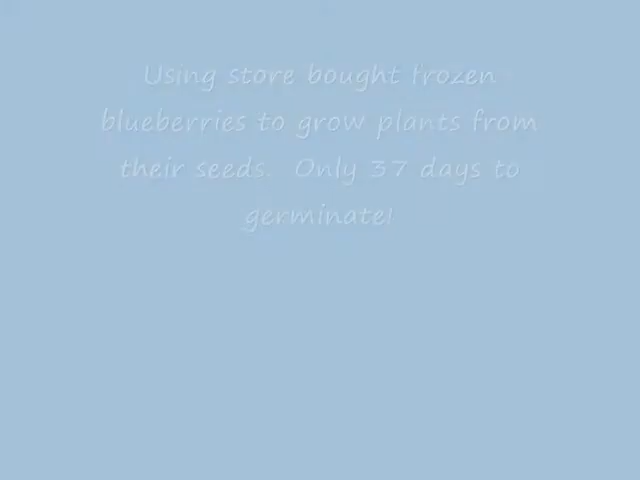 Using store bought frozen
blueberries to grow plants from
their seeds. Only 37 days to
germinate!